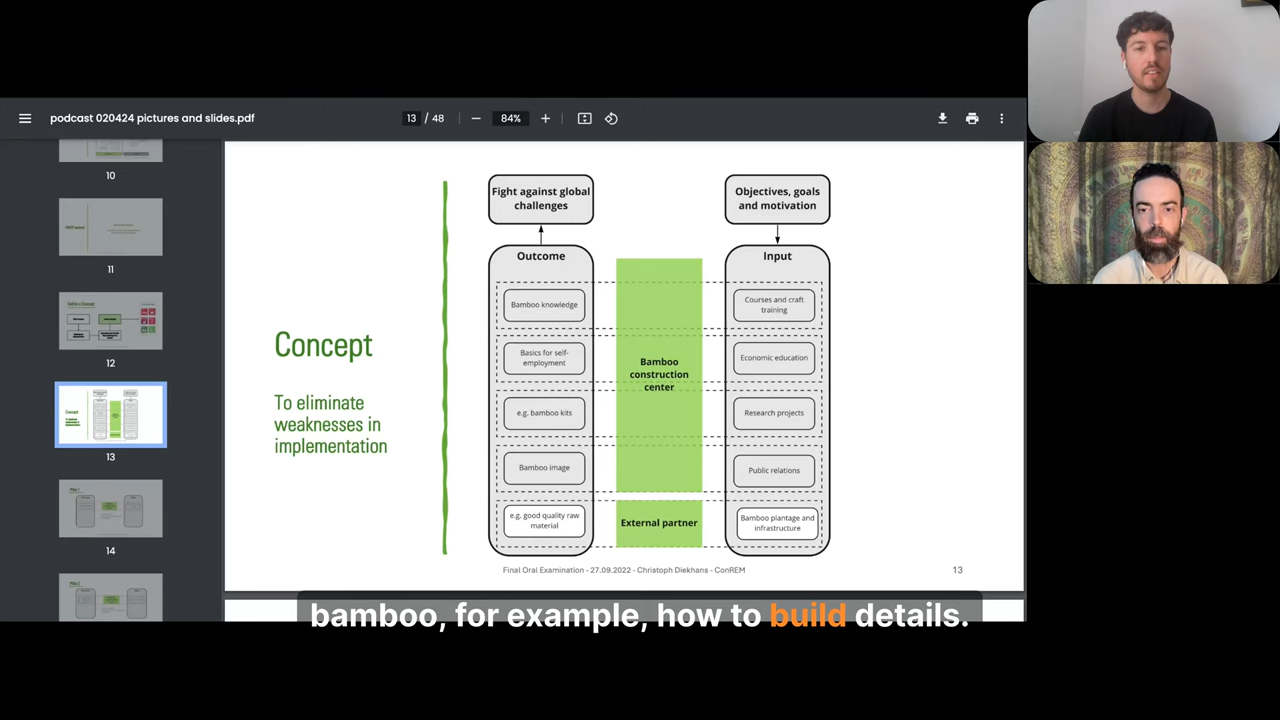 podcast 020424 pictures and slides.pdf
13 / 48
84%
10
11
12
13
14
Concept
To eliminate
weaknesses in
implementation
Fight against global
challenges
Outcome
Bamboo knowledge
Basics for self-
employment
e.g. bamboo kits
Bamboo image
e.g. good quality raw
material
Bamboo
construction
center
External partner
Objectives, goals
and motivation
Input
Courses and craft
training
Economic education
Research projects
Public relations
Bamboo plantage and
infrastructure
Final Oral Examination - 27.09.2022 - Christoph Diekhans - ConREM
13
bamboo, for example, how to build details.